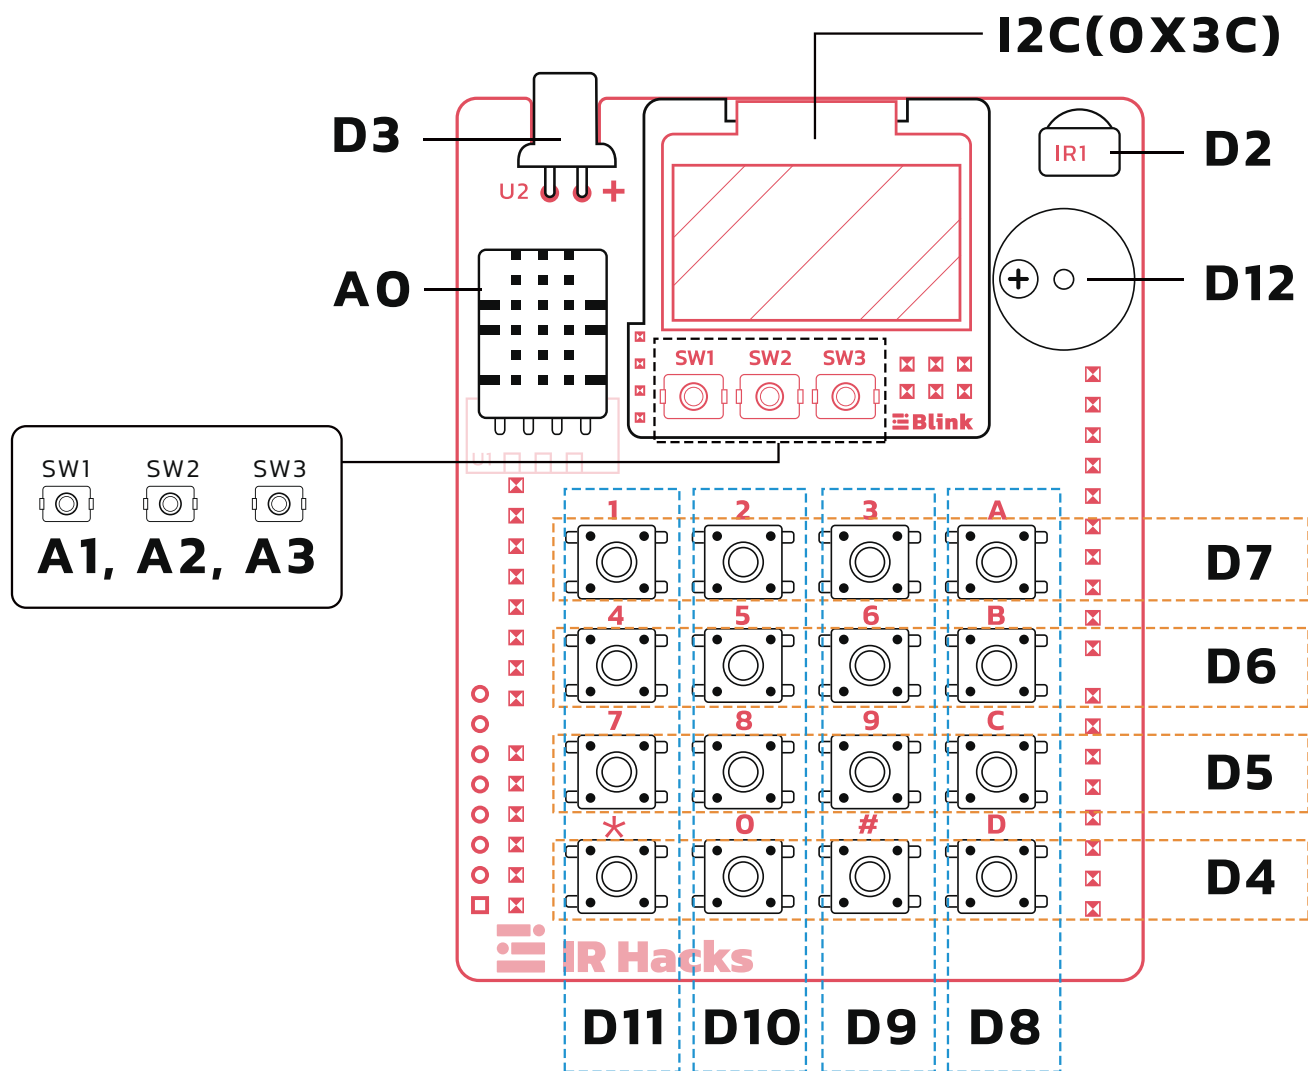 I2C(0X3C)
D3
D2
IR1
U2 +
A0
D12
+
SW1 SW2 SW3
Blink
U1
SW1 SW2 SW3
A1, A2, A3
1 2 3 A
D7
4 5 6 B
D6
7 8 9 C
D5
* 0 # D
D4
IR Hacks
D11 D10 D9 D8